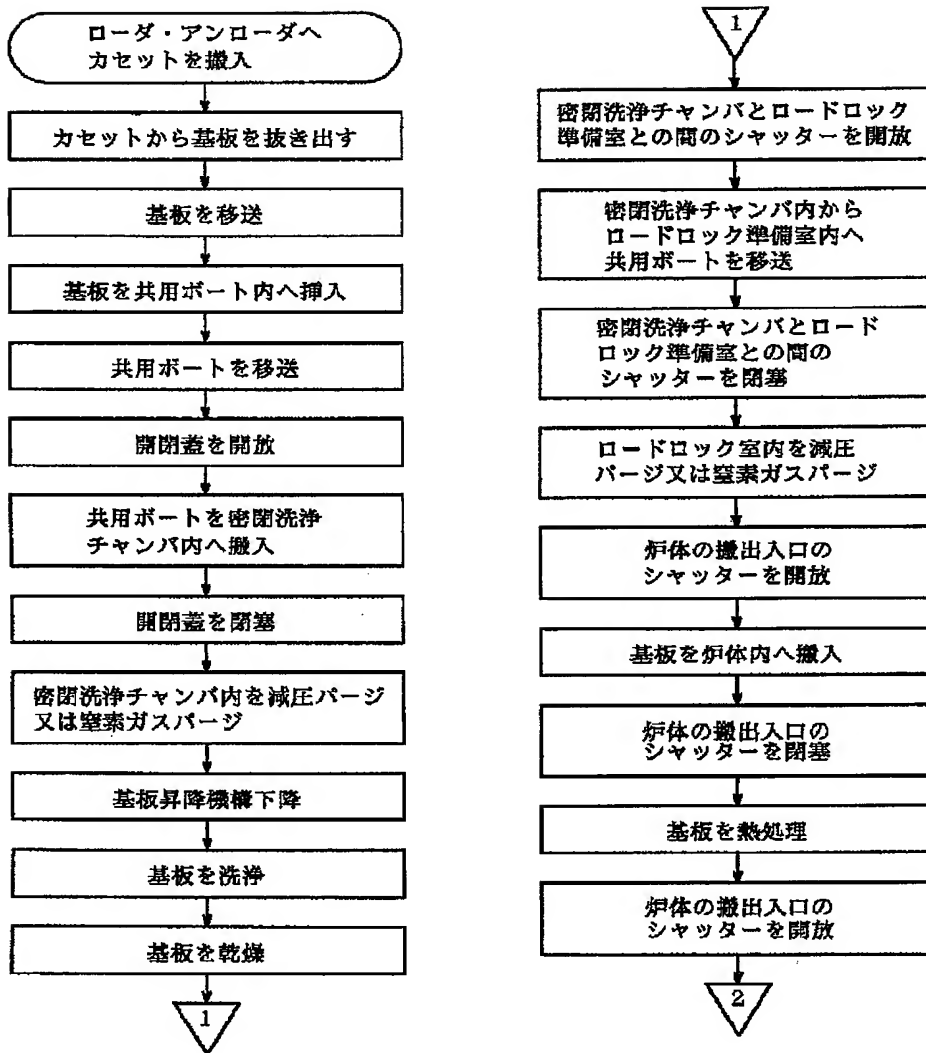 ローダ・アンローダへ
カセットを搬入
カセットから基板を抜き出す
基板を移送
基板を共用ボート内へ挿入
共用ボートを移送
開閉蓋を開放
共用ボートを密閉洗浄
チャンバ内へ搬入
開閉蓋を閉塞
密閉洗浄チャンバ内を減圧パージ
又は窒素ガスパージ
基板昇降機構下降
基板を洗浄
基板を乾燥
1
1
密閉洗浄チャンバとロードロック
準備室との間のシャッターを開放
密閉洗浄チャンバ内から
ロードロック準備室内へ
共用ボートを移送
密閉洗浄チャンバとロード
ロック準備室との間の
シャッターを閉塞
ロードロック室内を減圧
パージ又は窒素ガスパージ
炉体の搬出入口の
シャッターを開放
基板を炉体内へ搬入
炉体の搬出入口の
シャッターを閉塞
基板を熱処理
炉体の搬出入口の
シャッターを開放
2